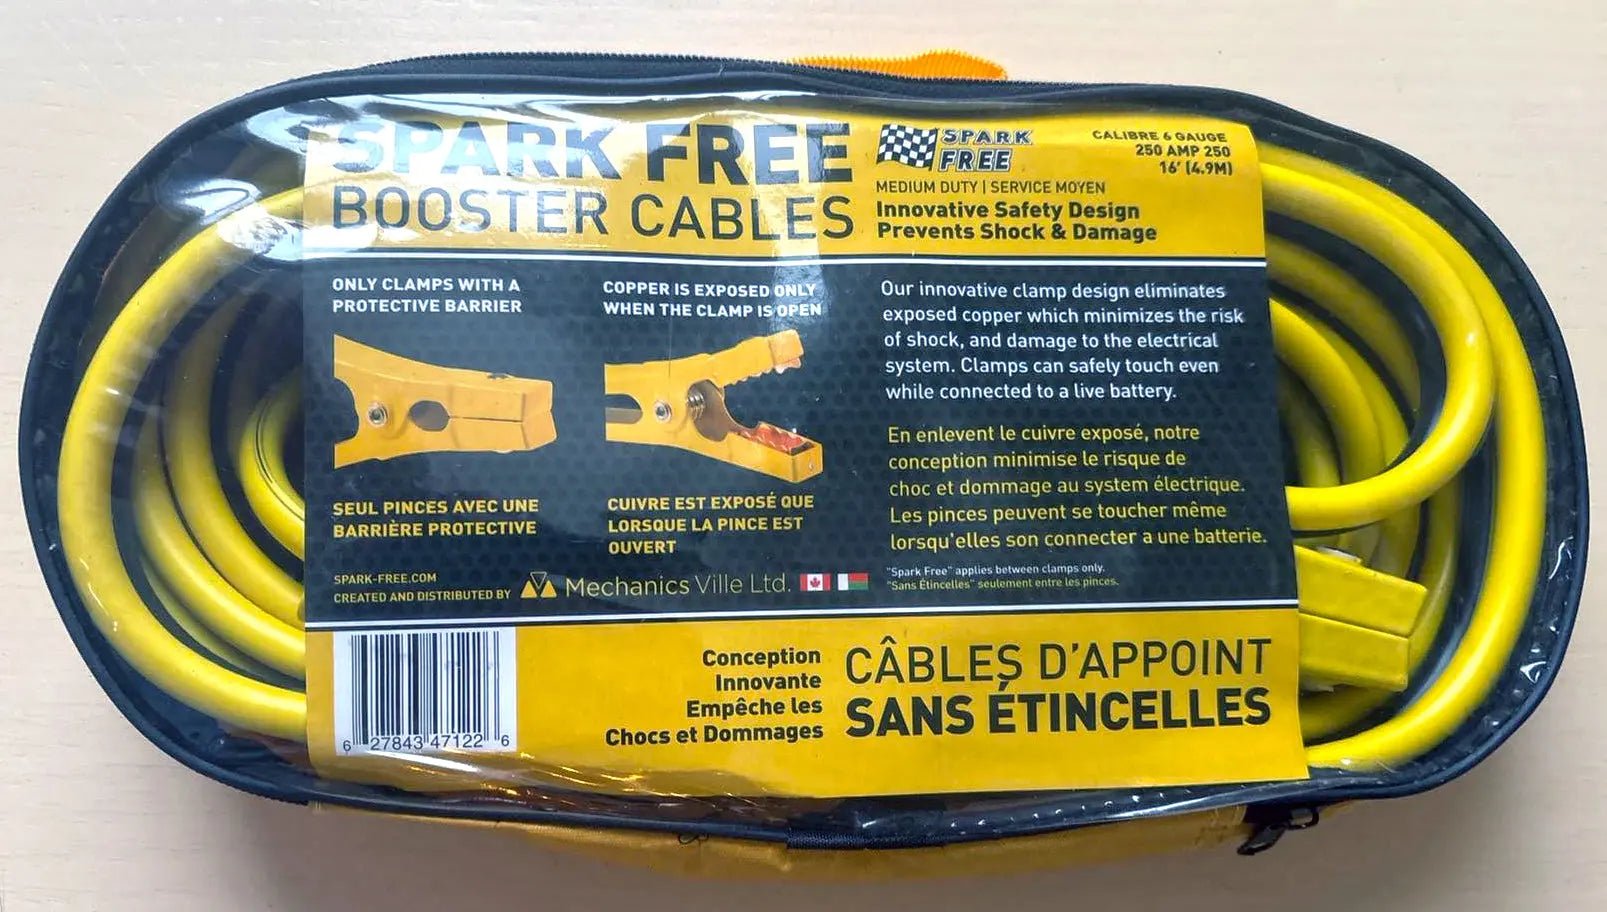 SPARK FREE
BOOSTER CABLES
SPARK
FREE
CALIBRE 6 GAUGE
250 AMP 250
16' (4.9M)
MEDIUM DUTY | SERVICE MOYEN
Innovative Safety Design
Prevents Shock & Damage
ONLY CLAMPS WITH A
PROTECTIVE BARRIER
COPPER IS EXPOSED ONLY
WHEN THE CLAMP IS OPEN
SEUL PINCES AVEC UNE
BARRIÈRE PROTECTIVE
CUIVRE EST EXPOSÉ QUE
LORSQUE LA PINCE EST
OUVERT
Our innovative clamp design eliminates
exposed copper which minimizes the risk
of shock, and damage to the electrical
system. Clamps can safely touch even
while connected to a live battery.
En enlevent le cuivre exposé, notre
conception minimise le risque de
choc et dommage au system électrique.
Les pinces peuvent se toucher même
lorsqu'elles son connecter a une batterie.
"Spark Free" applies between clamps only.
"Sans Étincelles" seulement entre les pinces.
SPARK-FREE.COM
CREATED AND DISTRIBUTED BY
Mechanics Ville Ltd.
6 27843 47122 6
Conception
Innovante
Empêche les
Chocs et Dommages
CÂBLES D'APPOINT
SANS ÉTINCELLES